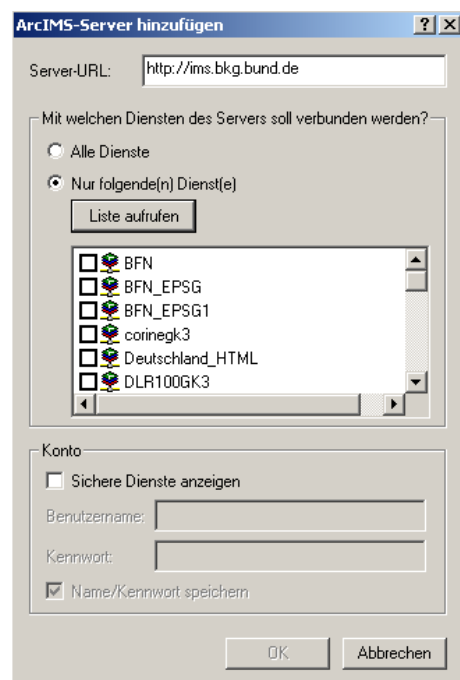 ArcIMS-Server hinzufügen
Server-URL: http://ims.bkg.bund.de
Mit welchen Diensten des Servers soll verbunden werden?
Alle Dienste
Nur folgende(n) Dienst(e)
Liste aufrufen
BFN
BFN_EPSG
BFN_EPSG1
corinegk3
Deutschland_HTML
DLR100GK3
Konto
Sichere Dienste anzeigen
Benutzername:
Kennwort:
Name/Kennwort speichern
OK Abbrechen